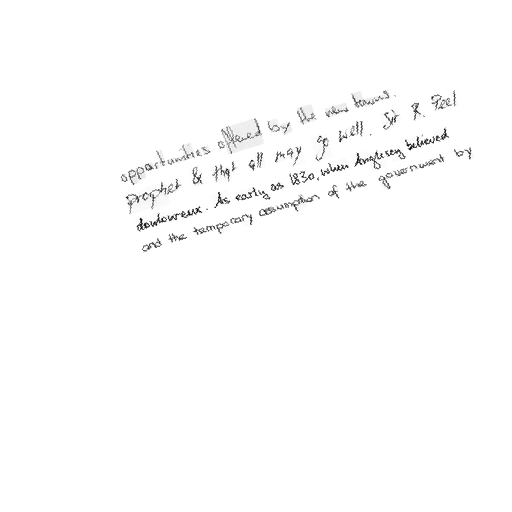 opportunities offered by the new towns.
Prophet & that all may go well. Sir R. Peel
douloureux. As early as 1830, when Anglesey believed
and the temporary assumption of the government by